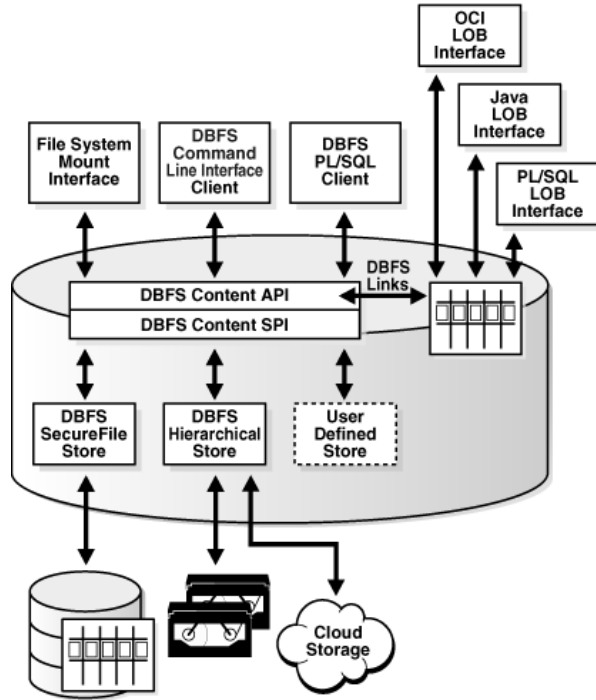 OCI
LOB
Interface
Java
LOB
Interface
PL/SQL
LOB
Interface
File System
Mount
Interface
DBFS
Command
Line Interface
Client
DBFS
PL/SQL
Client
DBFS
Links
DBFS Content API
DBFS Content SPI
DBFS
SecureFile
Store
DBFS
Hierarchical
Store
User
Defined
Store
Cloud
Storage